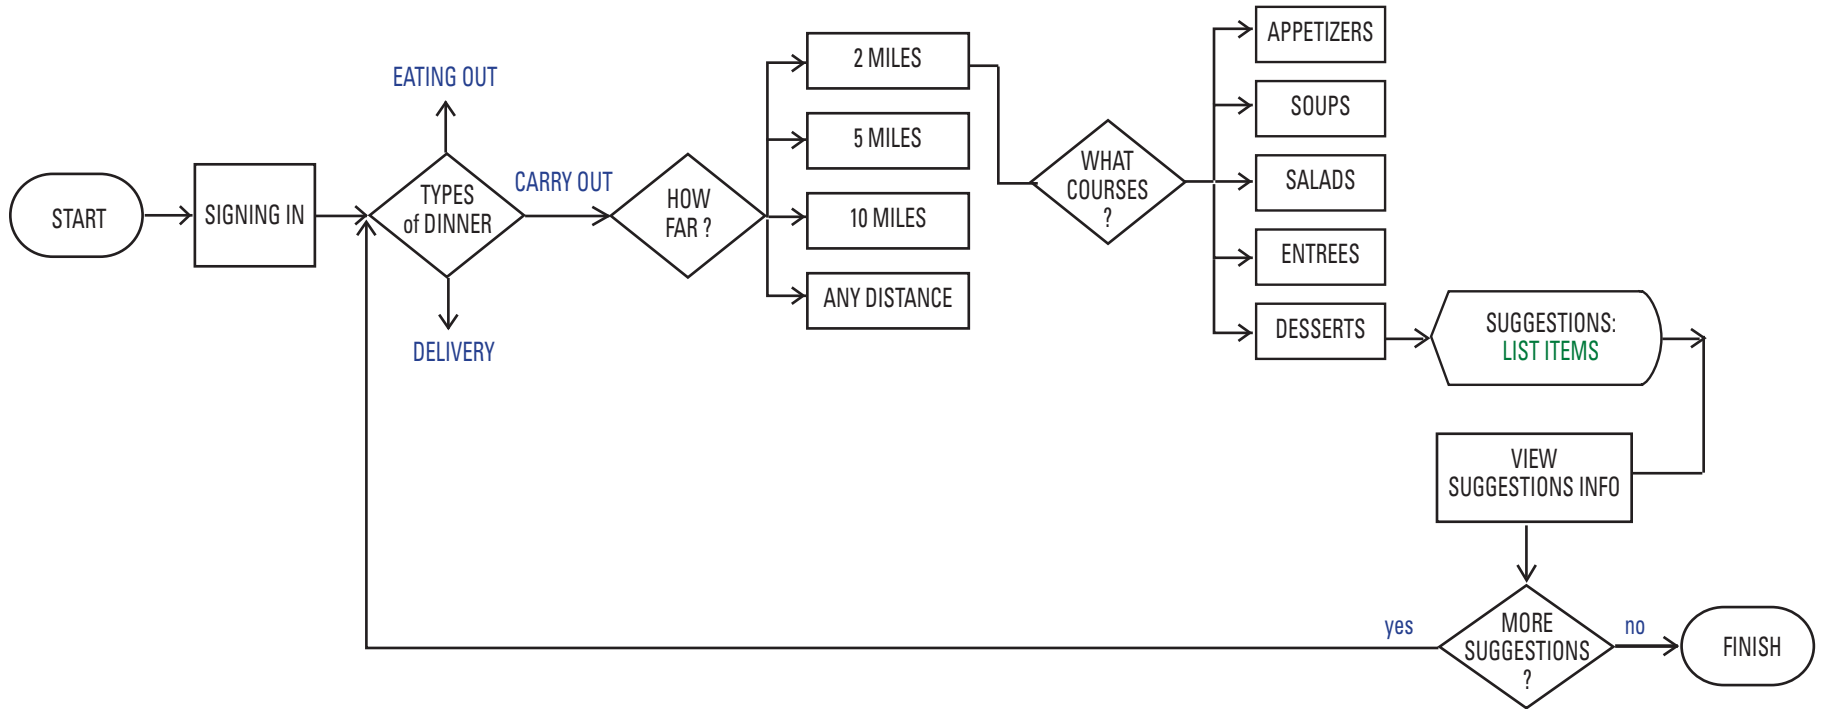 START
SIGNING IN
EATING OUT
TYPES
of DINNER
DELIVERY
CARRY OUT
HOW
FAR ?
2 MILES
5 MILES
10 MILES
ANY DISTANCE
WHAT
COURSES
?
APPETIZERS
SOUPS
SALADS
ENTREES
DESSERTS
SUGGESTIONS:
LIST ITEMS
VIEW
SUGGESTIONS INFO
MORE
SUGGESTIONS
?
yes
no
FINISH